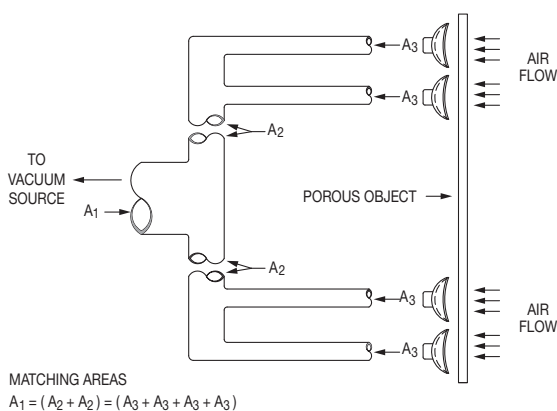 A3
AIR
FLOW
A3
A2
TO
VACUUM
SOURCE
POROUS OBJECT
A1
A2
A3
AIR
FLOW
A3
MATCHING AREAS
A1 = ( A2 + A2 ) = ( A3 + A3 + A3 + A3 )